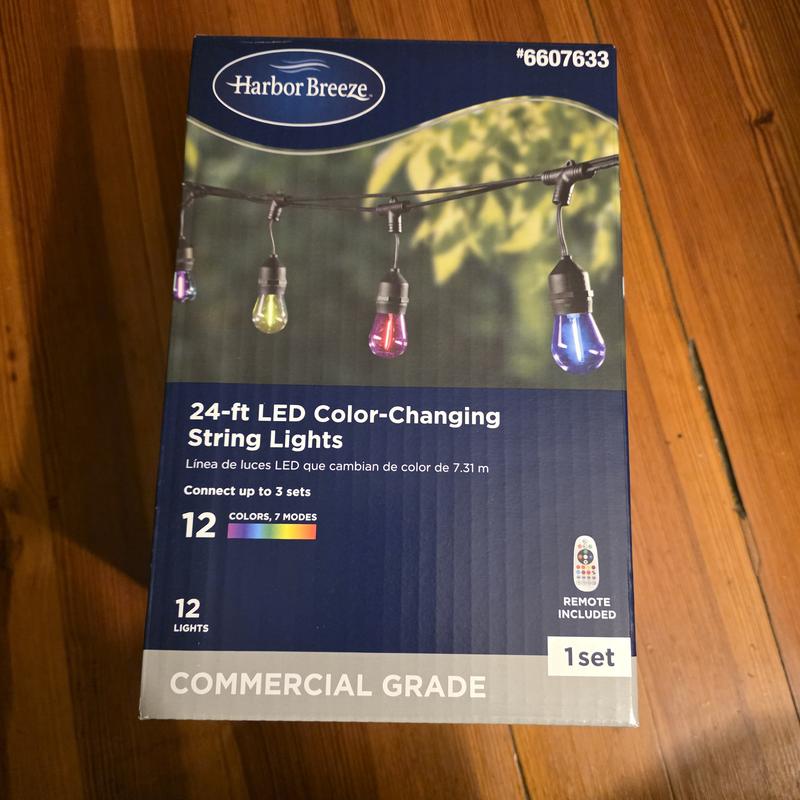 #6607633
Harbor Breeze
24-ft LED Color-Changing
String Lights
Línea de luces LED que cambian de color de 7.31 m
Connect up to 3 sets
12 COLORS, 7 MODES
12
LIGHTS
REMOTE
INCLUDED
1 set
COMMERCIAL GRADE